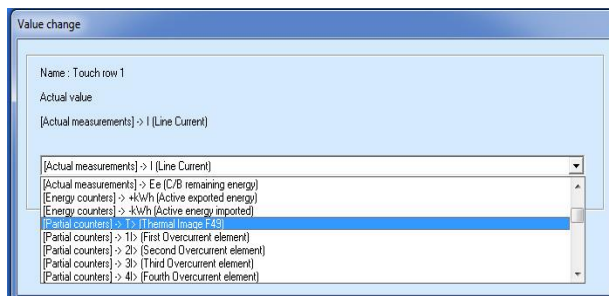 Value change
Name : Touch row 1
Actual value
[Actual measurements] -> I (Line Current)
[Actual measurements] -> I (Line Current)
[Actual measurements] -> Ee (C/B remaining energy)
[Energy counters] -> +kWh (Active exported energy)
[Energy counters] -> -kWh (Active energy imported)
[Partial counters] -> T> (Thermal Image F49)
[Partial counters] -> 1I> (First Overcurrent element)
[Partial counters] -> 2I> (Second Overcurrent element)
[Partial counters] -> 3I> (Third Overcurrent element)
[Partial counters] -> 4I> (Fourth Overcurrent element)